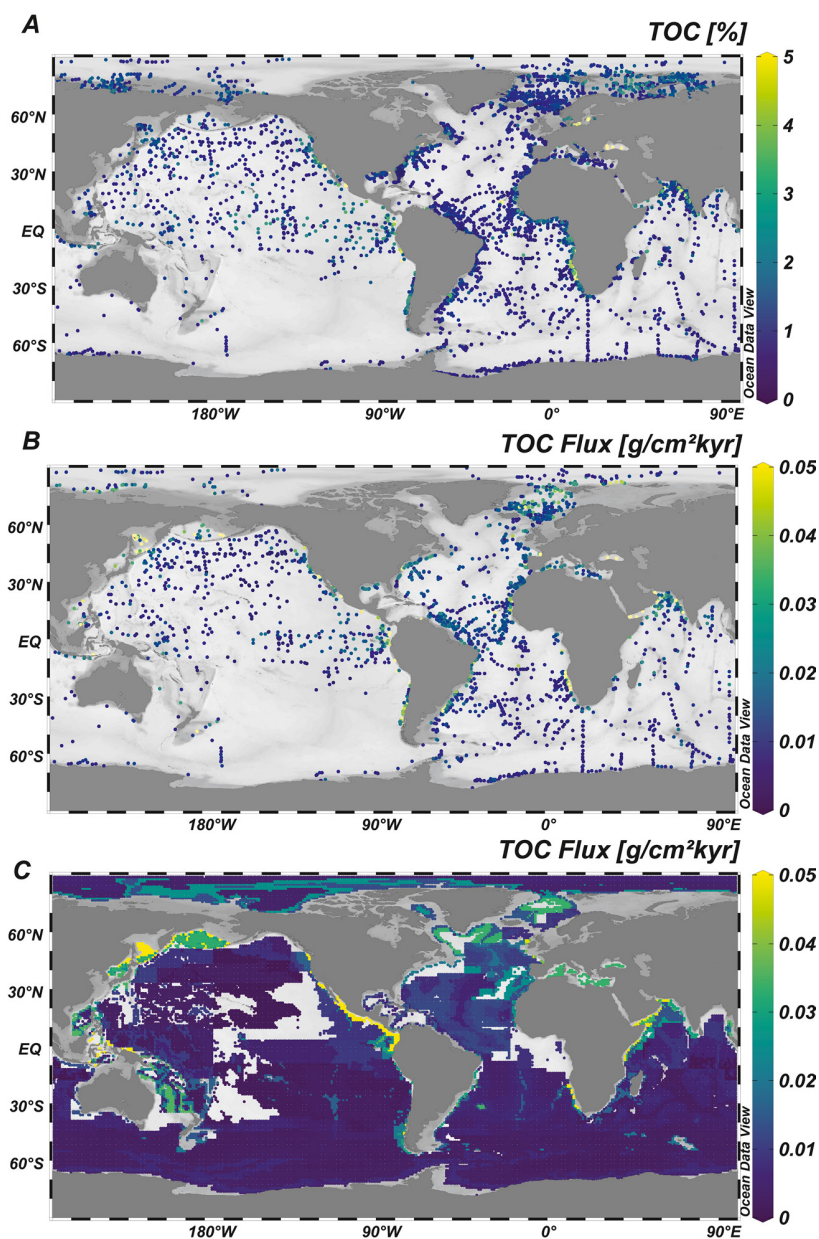 A
TOC [%]
60°N
30°N
EQ
30°S
60°S
180°W
90°W
0°
90°E
Ocean Data View
5
4
3
2
1
0
B
TOC Flux [g/cm²kyr]
60°N
30°N
EQ
30°S
60°S
180°W
90°W
0°
90°E
Ocean Data View
0.05
0.04
0.03
0.02
0.01
0
C
TOC Flux [g/cm²kyr]
60°N
30°N
EQ
30°S
60°S
180°W
90°W
0°
90°E
Ocean Data View
0.05
0.04
0.03
0.02
0.01
0